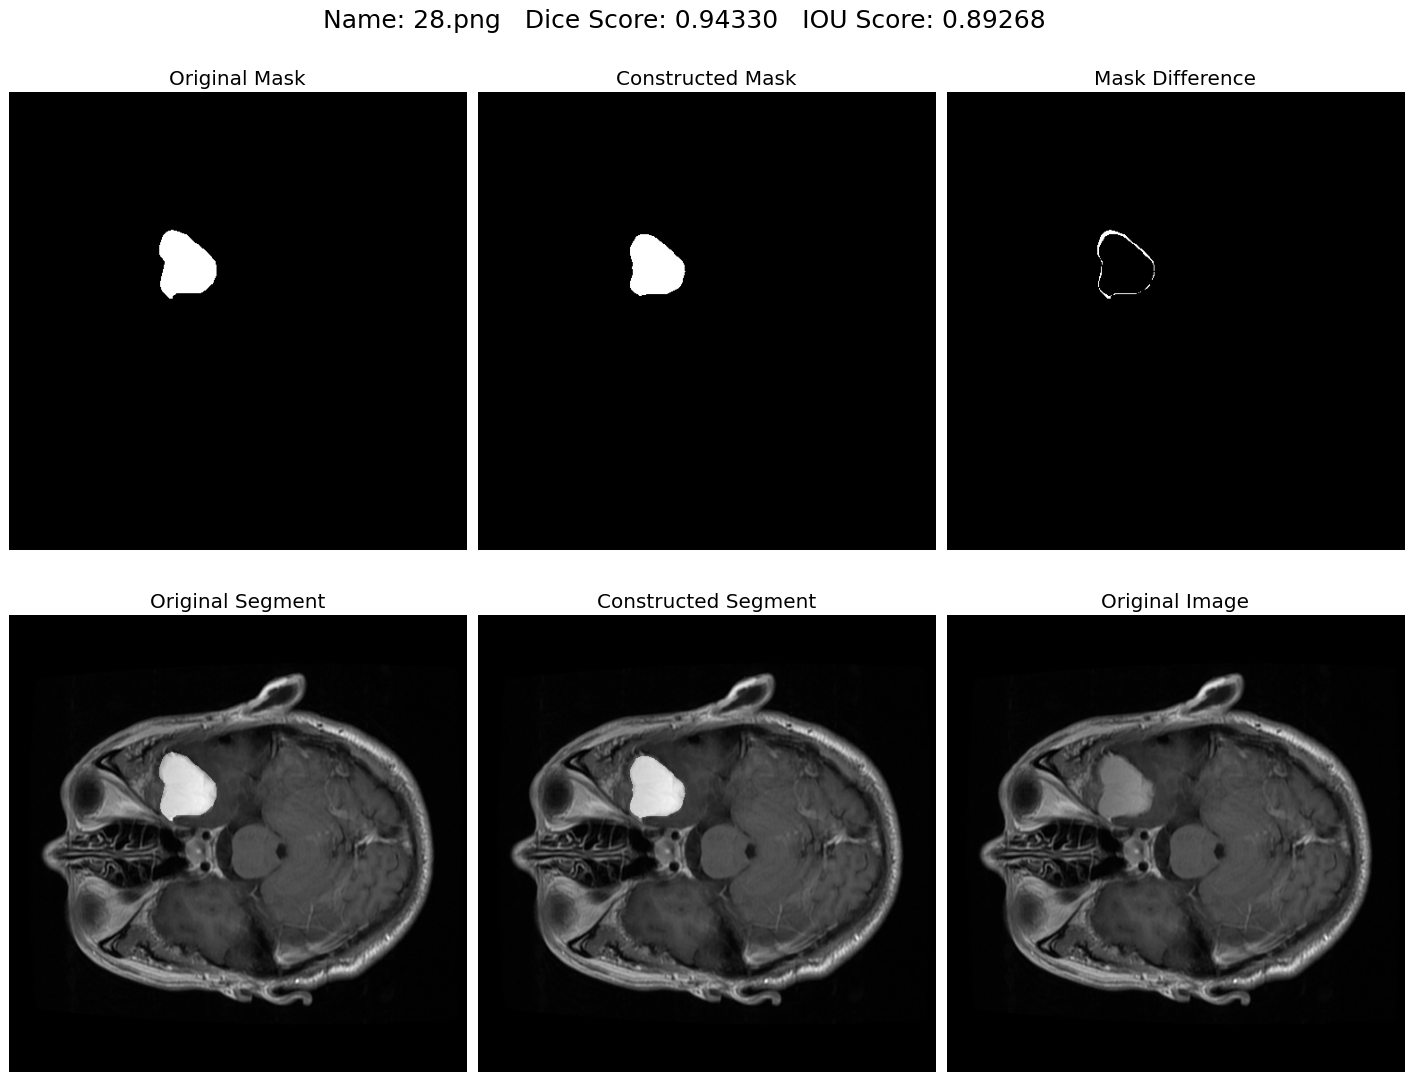 Name: 28.png   Dice Score: 0.94330   IOU Score: 0.89268
Original Mask
Constructed Mask
Mask Difference
Original Segment
Constructed Segment
Original Image